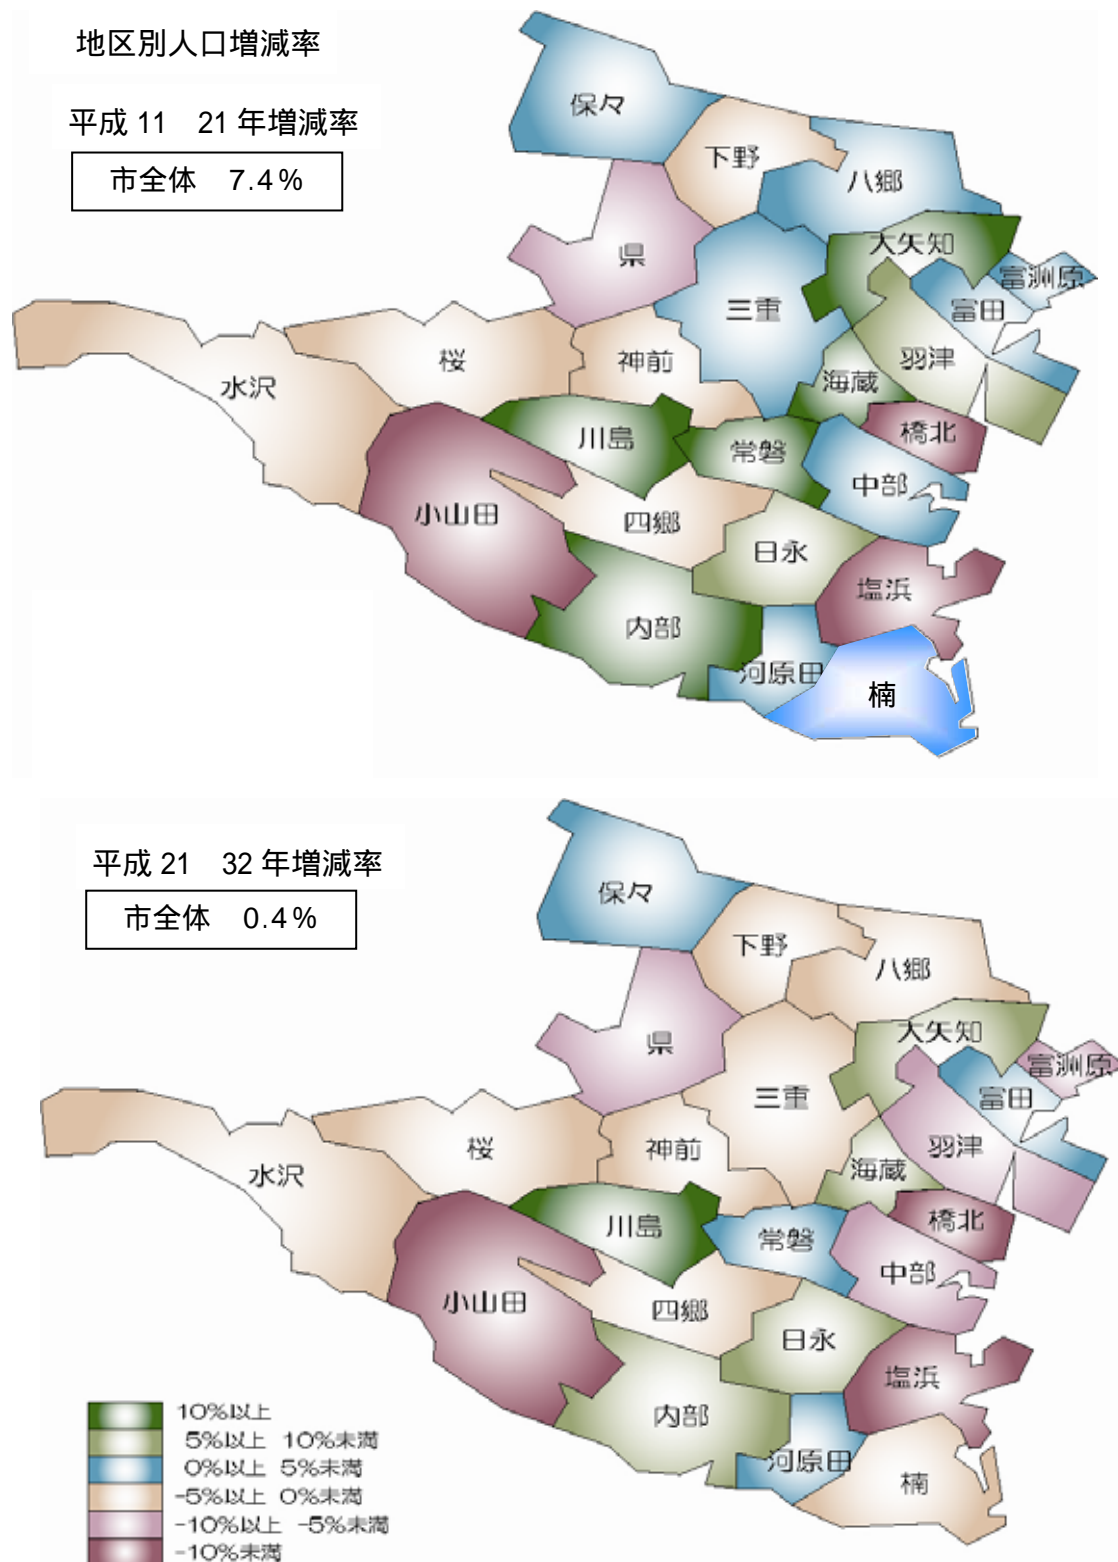 地区別人口増減率
平成 11　21 年増減率
市全体　7.4%
保々
下野
八郷
大矢知
県
富洲原
富田
三重
羽津
桜
神前
水沢
海蔵
橋北
川島
常磐
中部
小山田
四郷
日永
塩浜
内部
河原田
楠
平成 21　32 年増減率
市全体　0.4%
保々
下野
八郷
大矢知
県
富洲原
三重
富田
羽津
桜
神前
水沢
海蔵
橋北
川島
常磐
中部
小山田
四郷
日永
塩浜
内部
河原田
楠
10%以上
5%以上 10%未満
0%以上 5%未満
-5%以上 0%未満
-10%以上 -5%未満
-10%未満